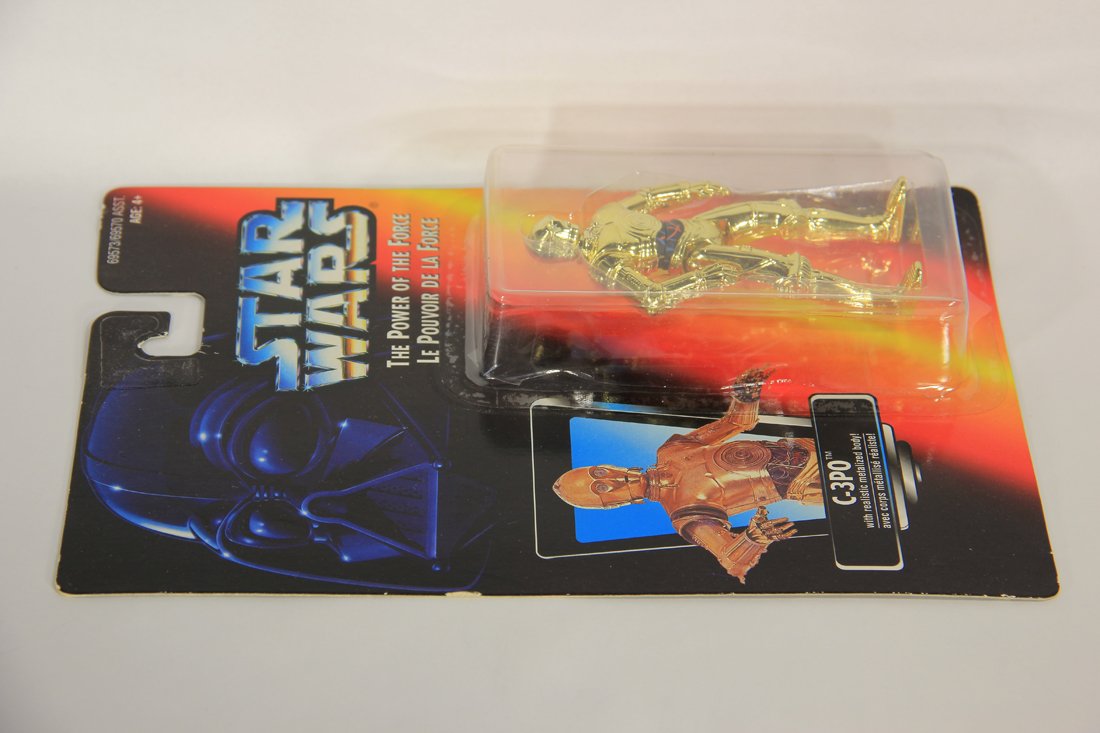 69573/69570 ASST.
AGE: 4+
STAR
WARS®
THE POWER OF THE FORCE
LE POUVOIR DE LA FORCE
C-3PO™
with realistic metalized body!
avec corps métallisé réaliste!